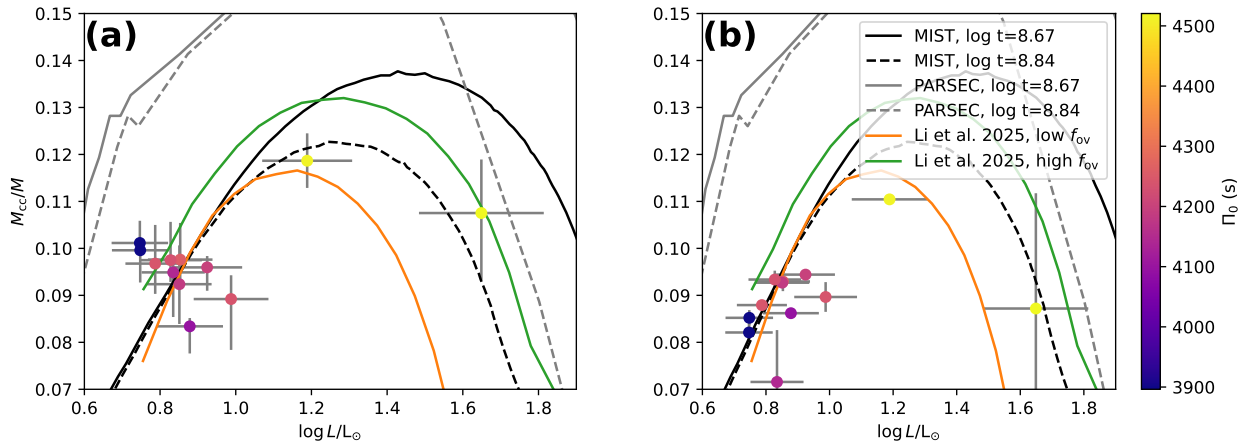 (a)
0.15
0.14
0.13
0.12
0.11
0.10
0.09
0.08
0.07
M_cc/M
0.6 0.8 1.0 1.2 1.4 1.6 1.8
log L/L⊙
(b)
MIST, log t=8.67
MIST, log t=8.84
PARSEC, log t=8.67
PARSEC, log t=8.84
Li et al. 2025, low f_ov
Li et al. 2025, high f_ov
0.15
0.14
0.13
0.12
0.11
0.10
0.09
0.08
0.07
0.6 0.8 1.0 1.2 1.4 1.6 1.8
log L/L⊙
4500
4400
4300
4200
4100
4000
3900
Π₀ (s)